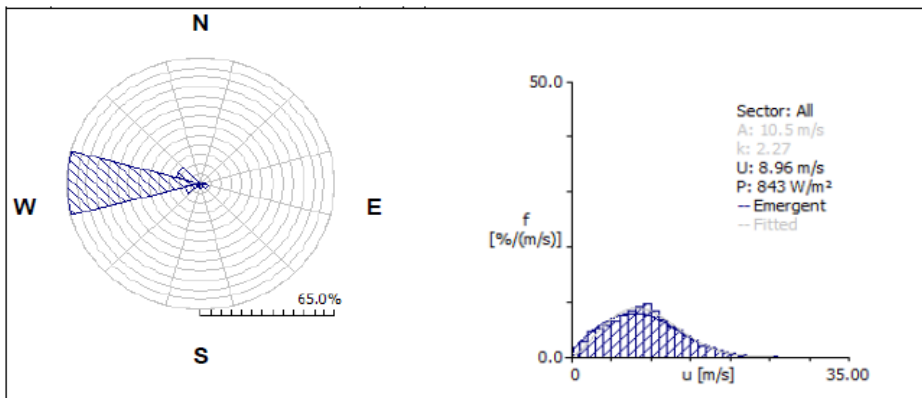 N
W
E
65.0%
S
50.0
Sector: All
A: 10.5 m/s
k: 2.27
U: 8.96 m/s
P: 843 W/m²
-- Emergent
-- Fitted
f
[%/(m/s)]
0.0
0
u [m/s]
35.00